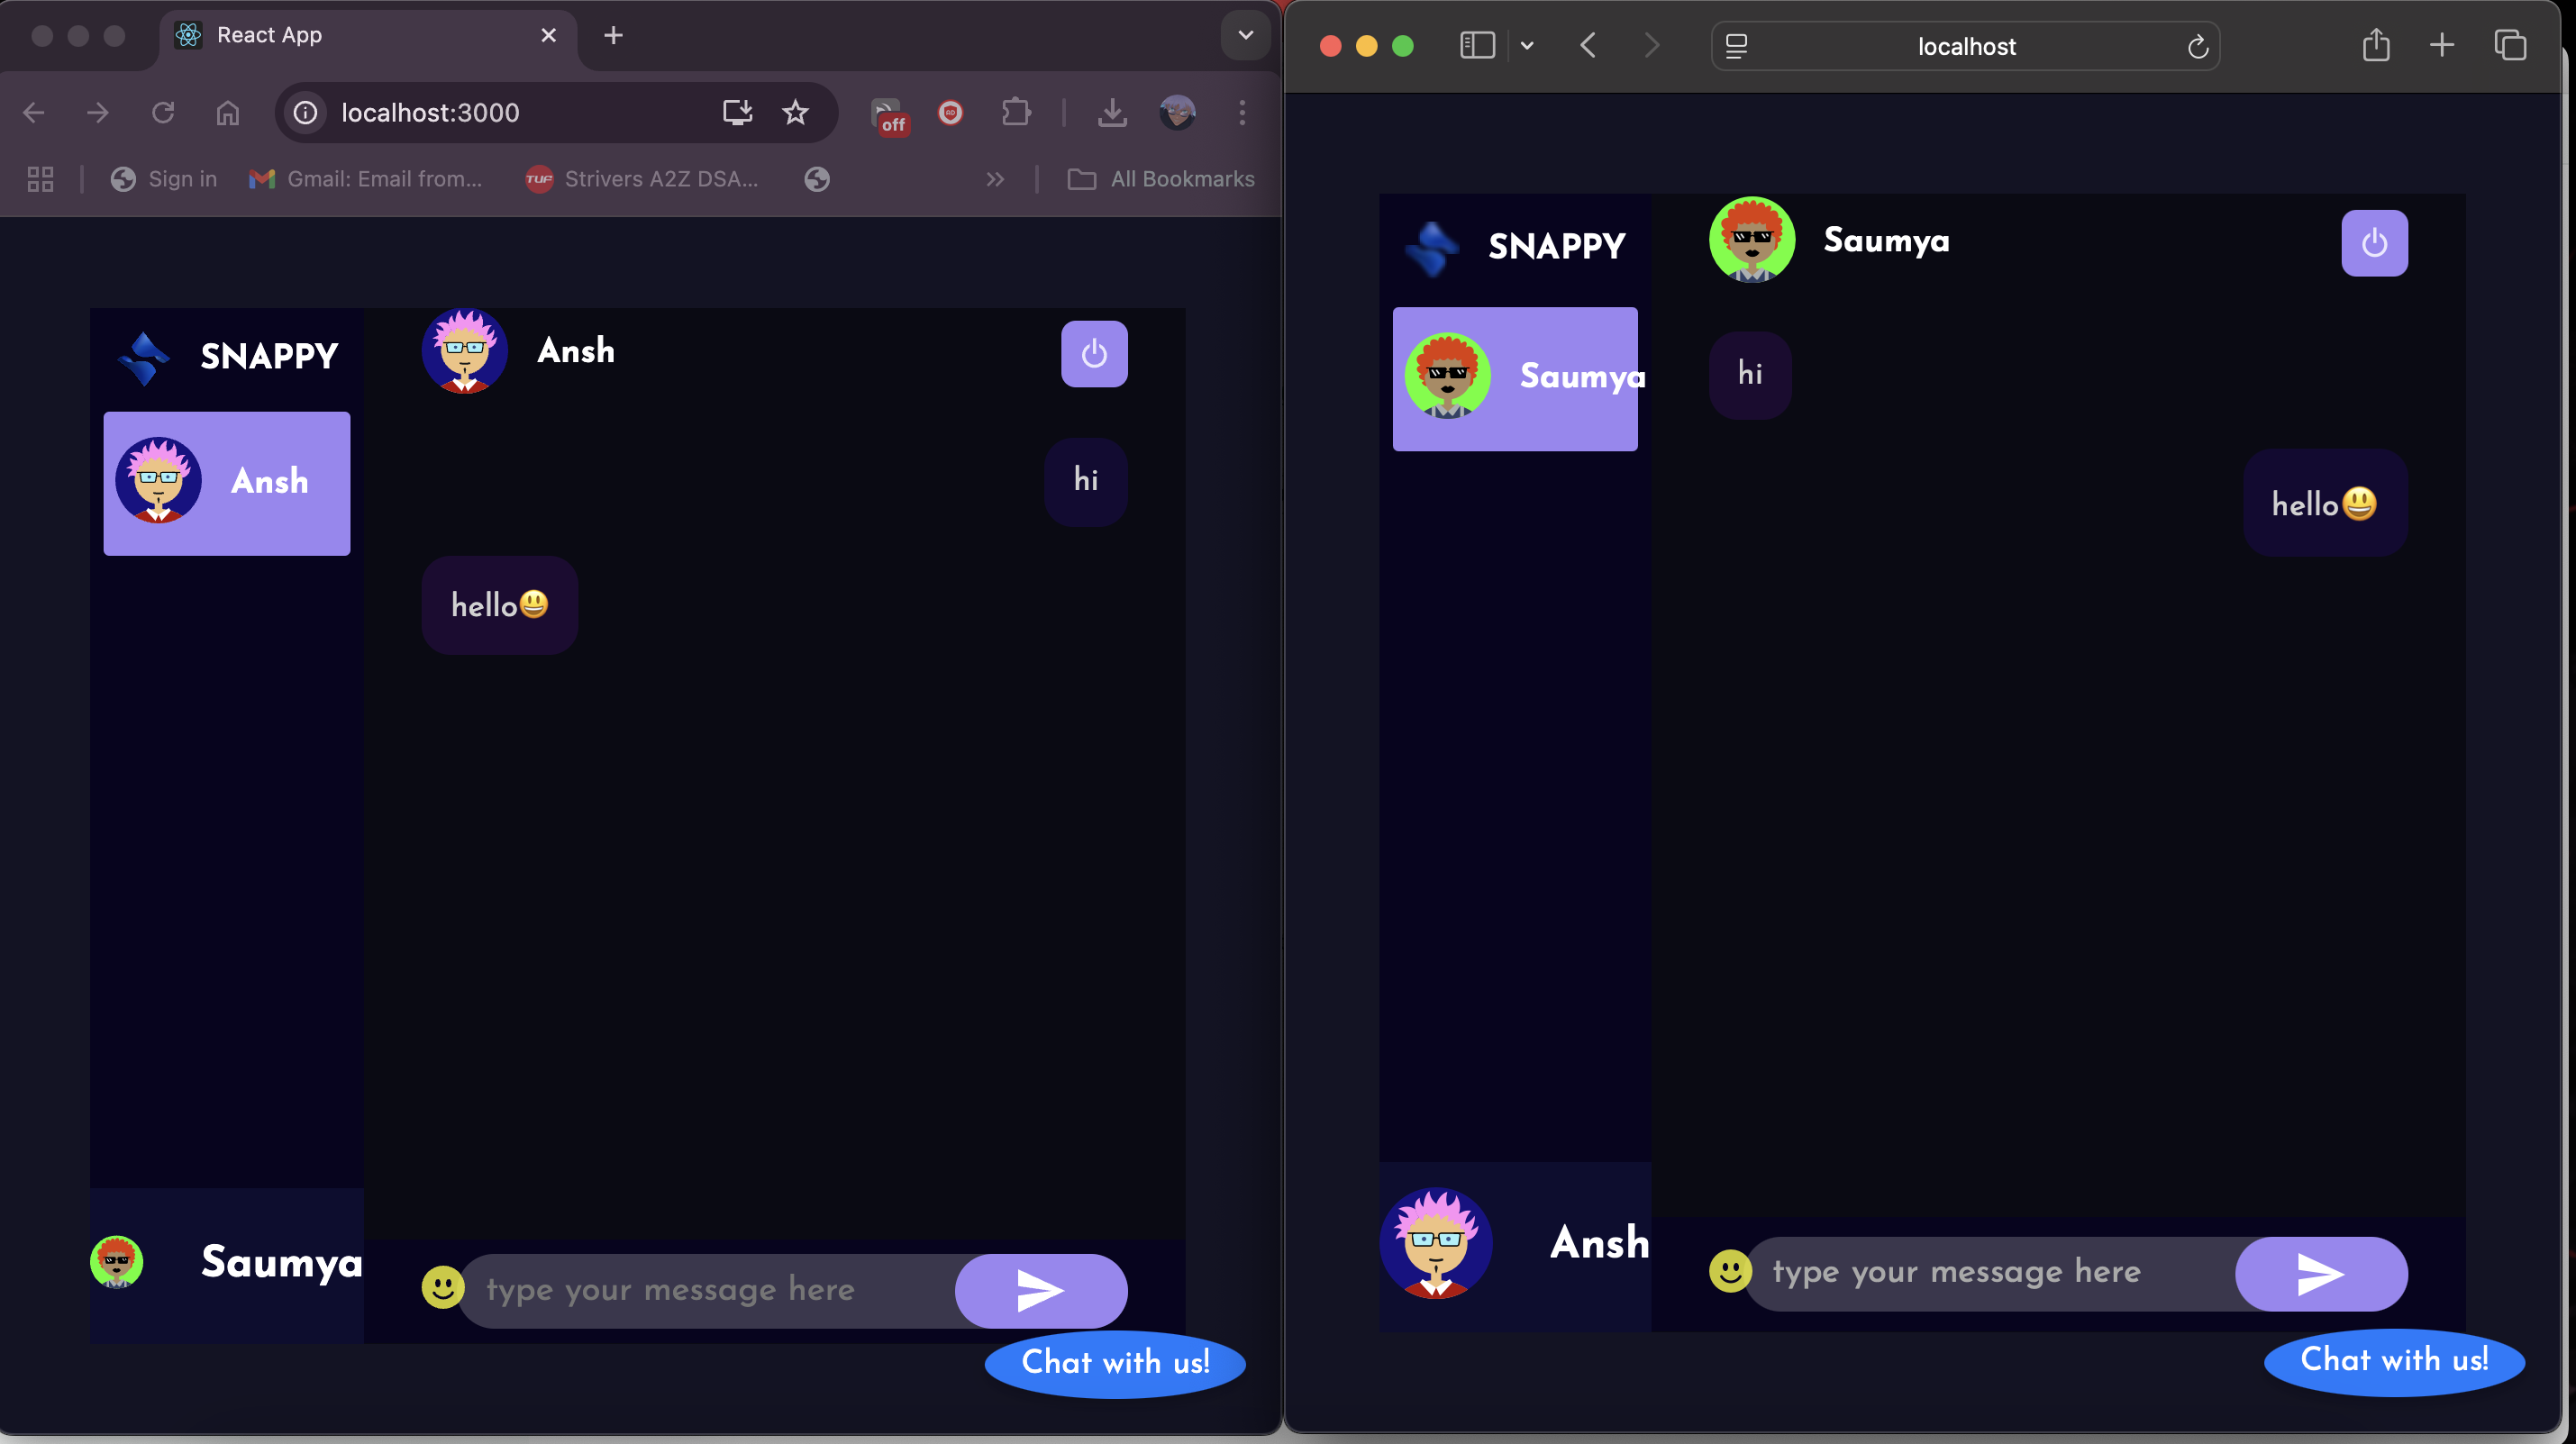 React App
localhost:3000
off
Sign in
Gmail: Email from...
TUF
Strivers A2Z DSA...
All Bookmarks
SNAPPY
Ansh
Ansh
hi
hello😃
Saumya
type your message here
Chat with us!
localhost
SNAPPY
Saumya
Saumya
hi
hello😃
Ansh
type your message here
Chat with us!